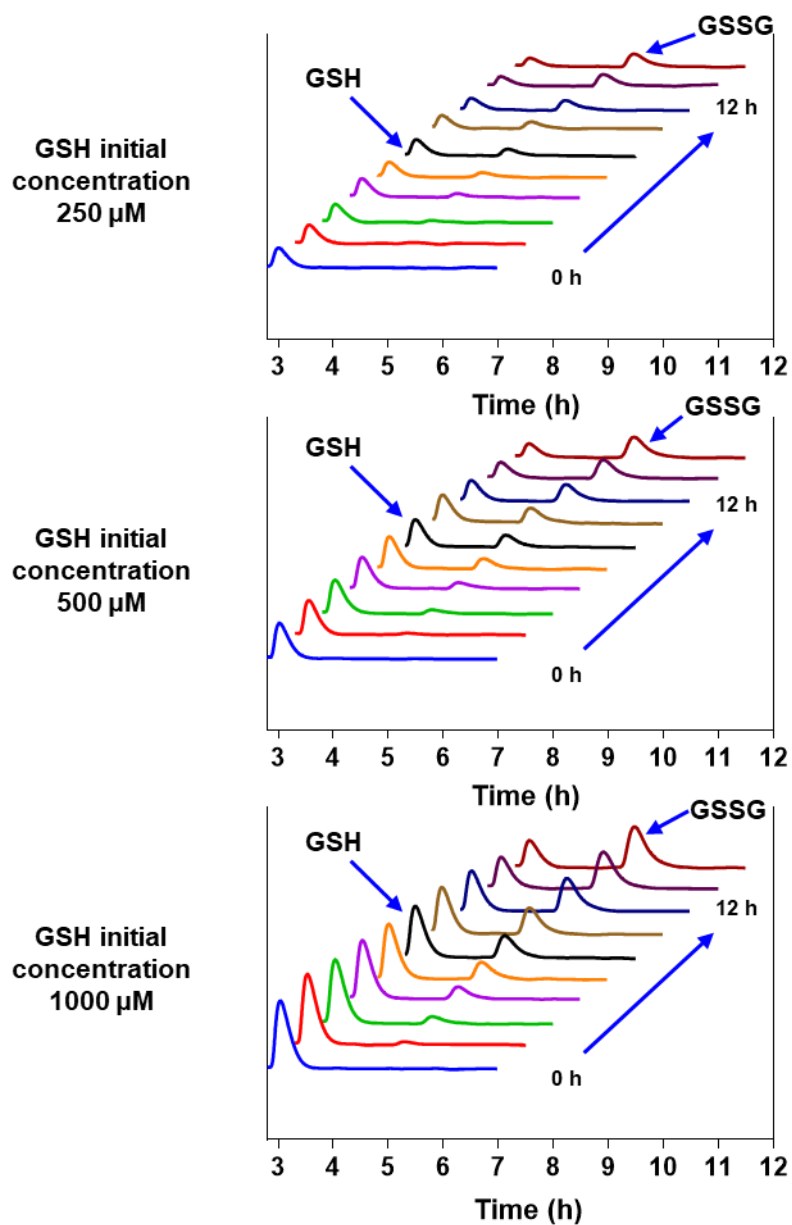 GSSG
GSH
12 h
GSH initial
concentration
250 µM
0 h
3 4 5 6 7 8 9 10 11 12
Time (h)
GSSG
GSH
12 h
GSH initial
concentration
500 µM
0 h
3 4 5 6 7 8 9 10 11 12
Time (h)
GSSG
GSH
12 h
GSH initial
concentration
1000 µM
0 h
3 4 5 6 7 8 9 10 11 12
Time (h)